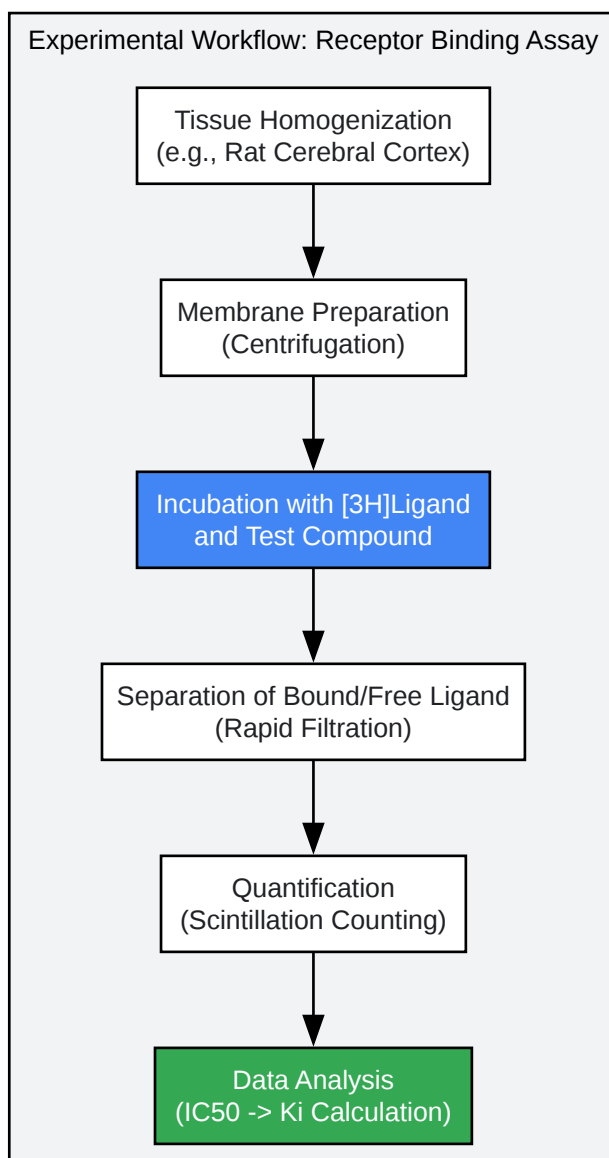 Experimental Workflow: Receptor Binding Assay
Tissue Homogenization
(e.g., Rat Cerebral Cortex)
Membrane Preparation
(Centrifugation)
Incubation with [3H]Ligand
and Test Compound
Separation of Bound/Free Ligand
(Rapid Filtration)
Quantification
(Scintillation Counting)
Data Analysis
(IC50 -> Ki Calculation)